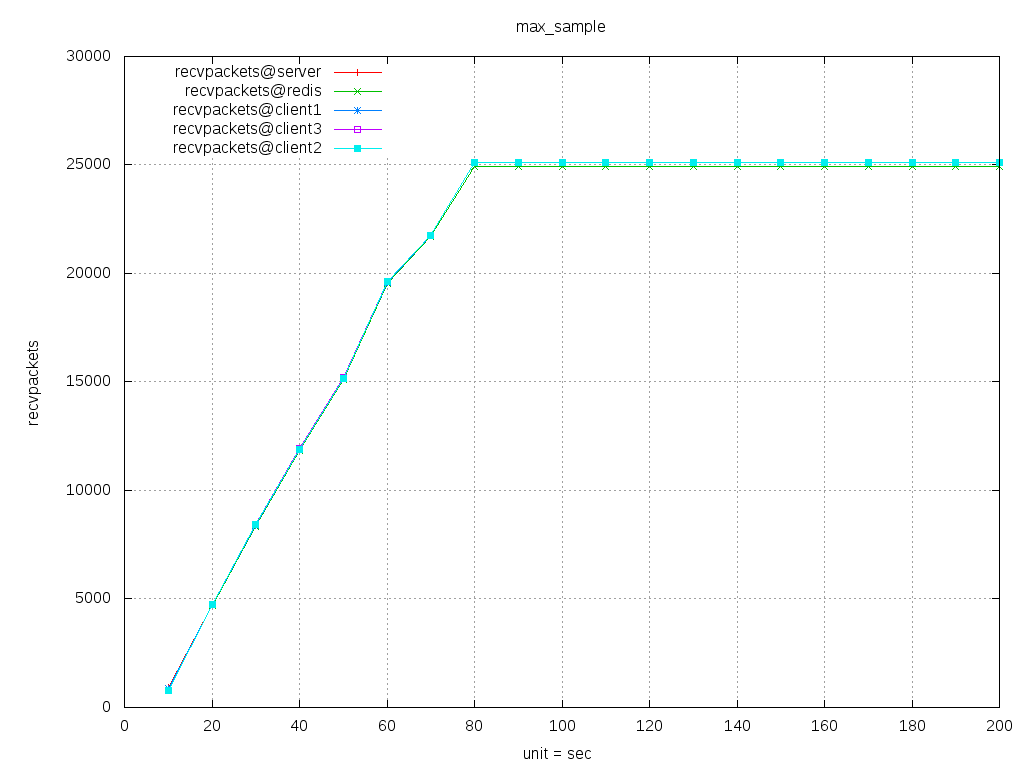 max_sample
30000
25000
20000
15000
10000
5000
0
recvpackets
recvpackets@server
recvpackets@redis
recvpackets@client1
recvpackets@client3
recvpackets@client2
0 20 40 60 80 100 120 140 160 180 200
unit = sec